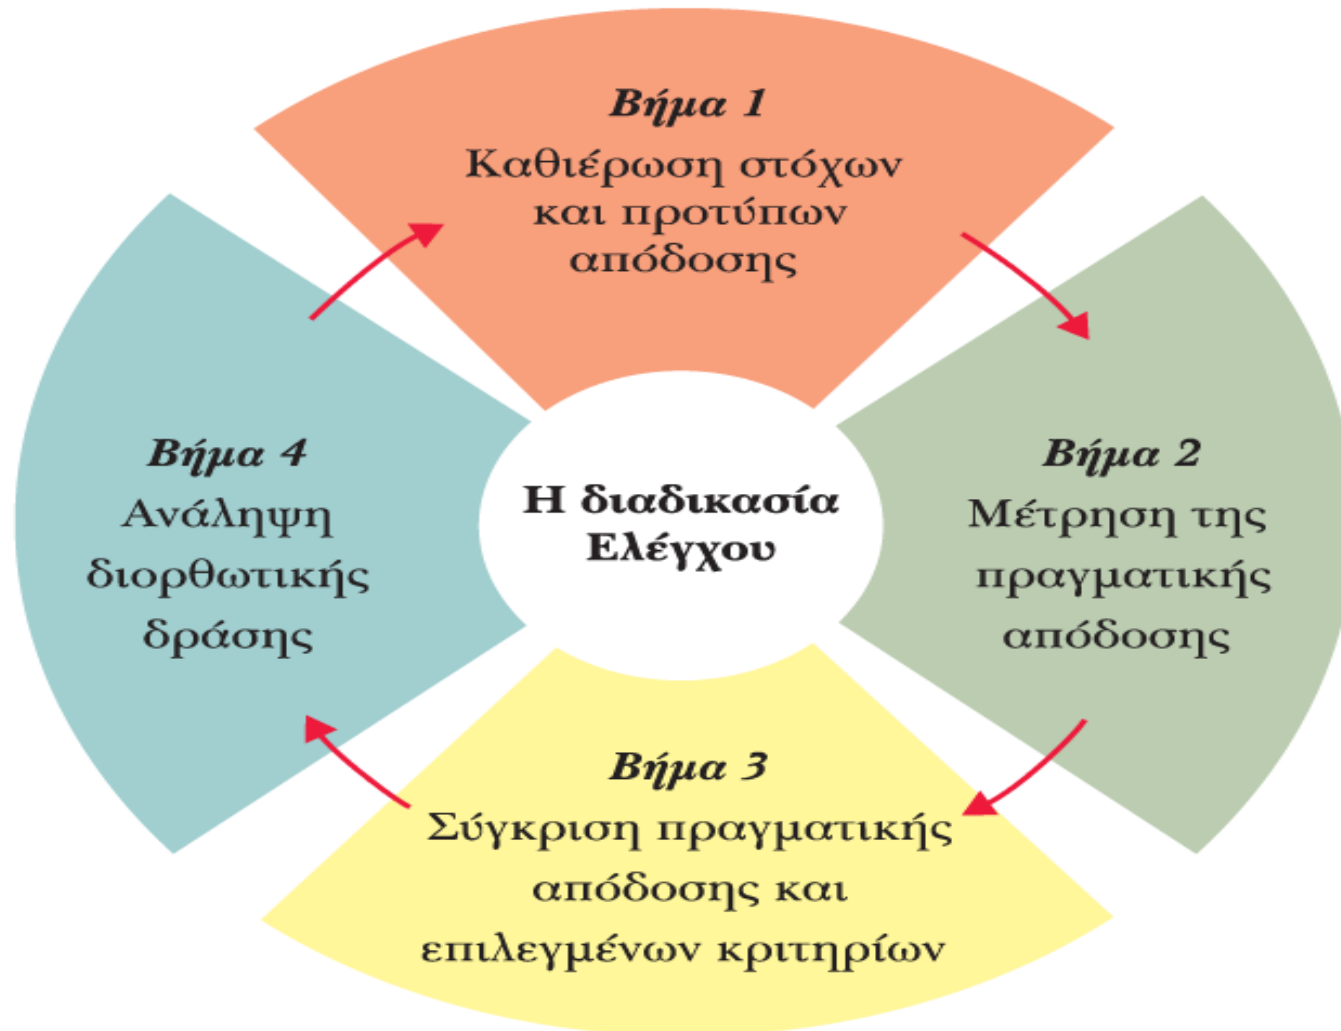 Βήμα 1
Καθιέρωση στόχων
και προτύπων
απόδοσης
Βήμα 2
Μέτρηση της
πραγματικής
απόδοσης
Βήμα 3
Σύγκριση πραγματικής
απόδοσης και
επιλεγμένων κριτηρίων
Βήμα 4
Ανάληψη
διορθωτικής
δράσης
Η διαδικασία
Ελέγχου